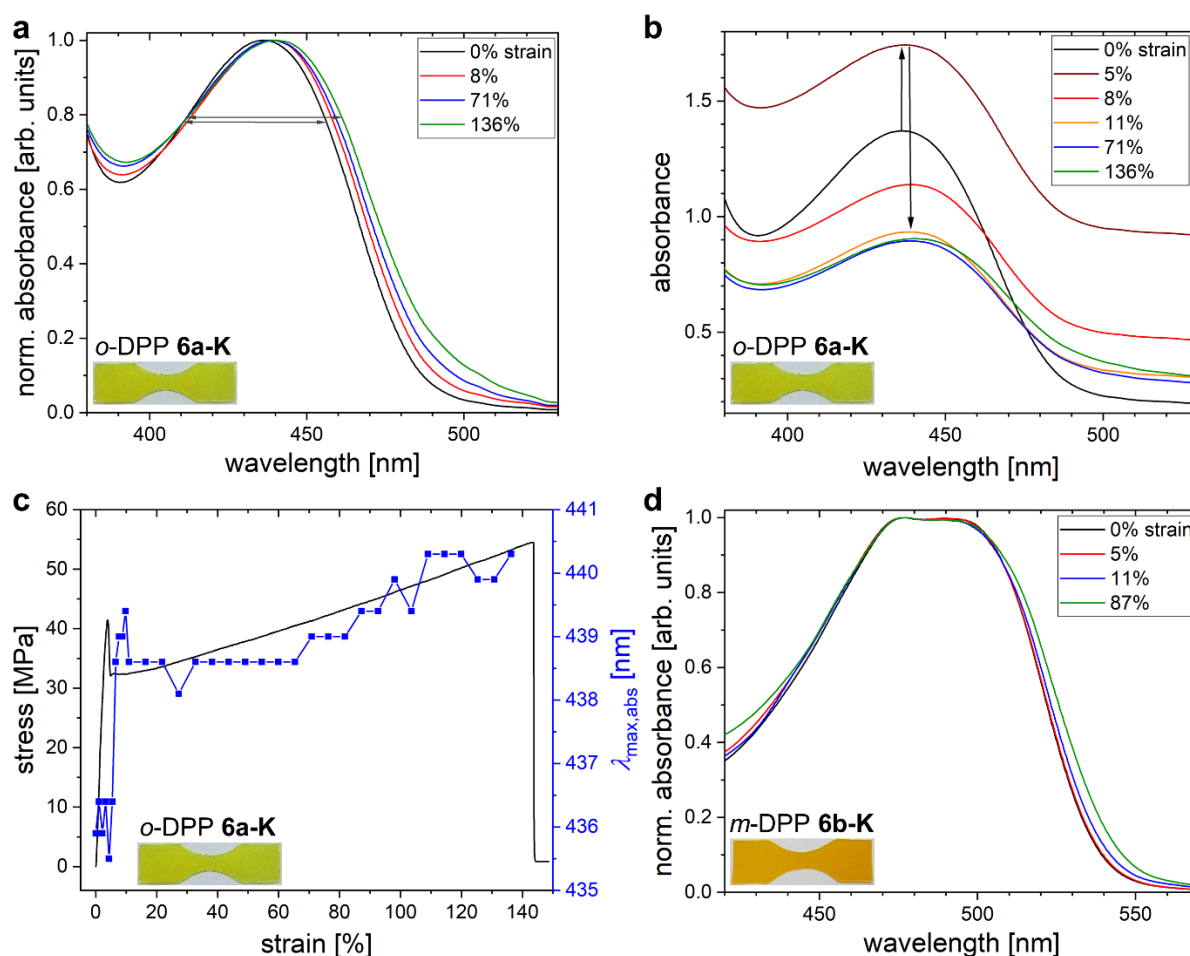 a
norm. absorbance [arb. units]
1.0
0.8
0.6
0.4
0.2
0.0
0% strain
8%
71%
136%
o-DPP 6a-K
400
450
500
wavelength [nm]
b
absorbance
1.5
1.0
0.5
0% strain
5%
8%
11%
71%
136%
o-DPP 6a-K
400
450
500
wavelength [nm]
c
stress [MPa]
60
50
40
30
20
10
0
441
440
439
438
437
436
435
λmax,abs [nm]
o-DPP 6a-K
0
20
40
60
80
100
120
140
strain [%]
d
norm. absorbance [arb. units]
1.0
0.8
0.6
0.4
0.2
0.0
0% strain
5%
11%
87%
m-DPP 6b-K
450
500
550
wavelength [nm]